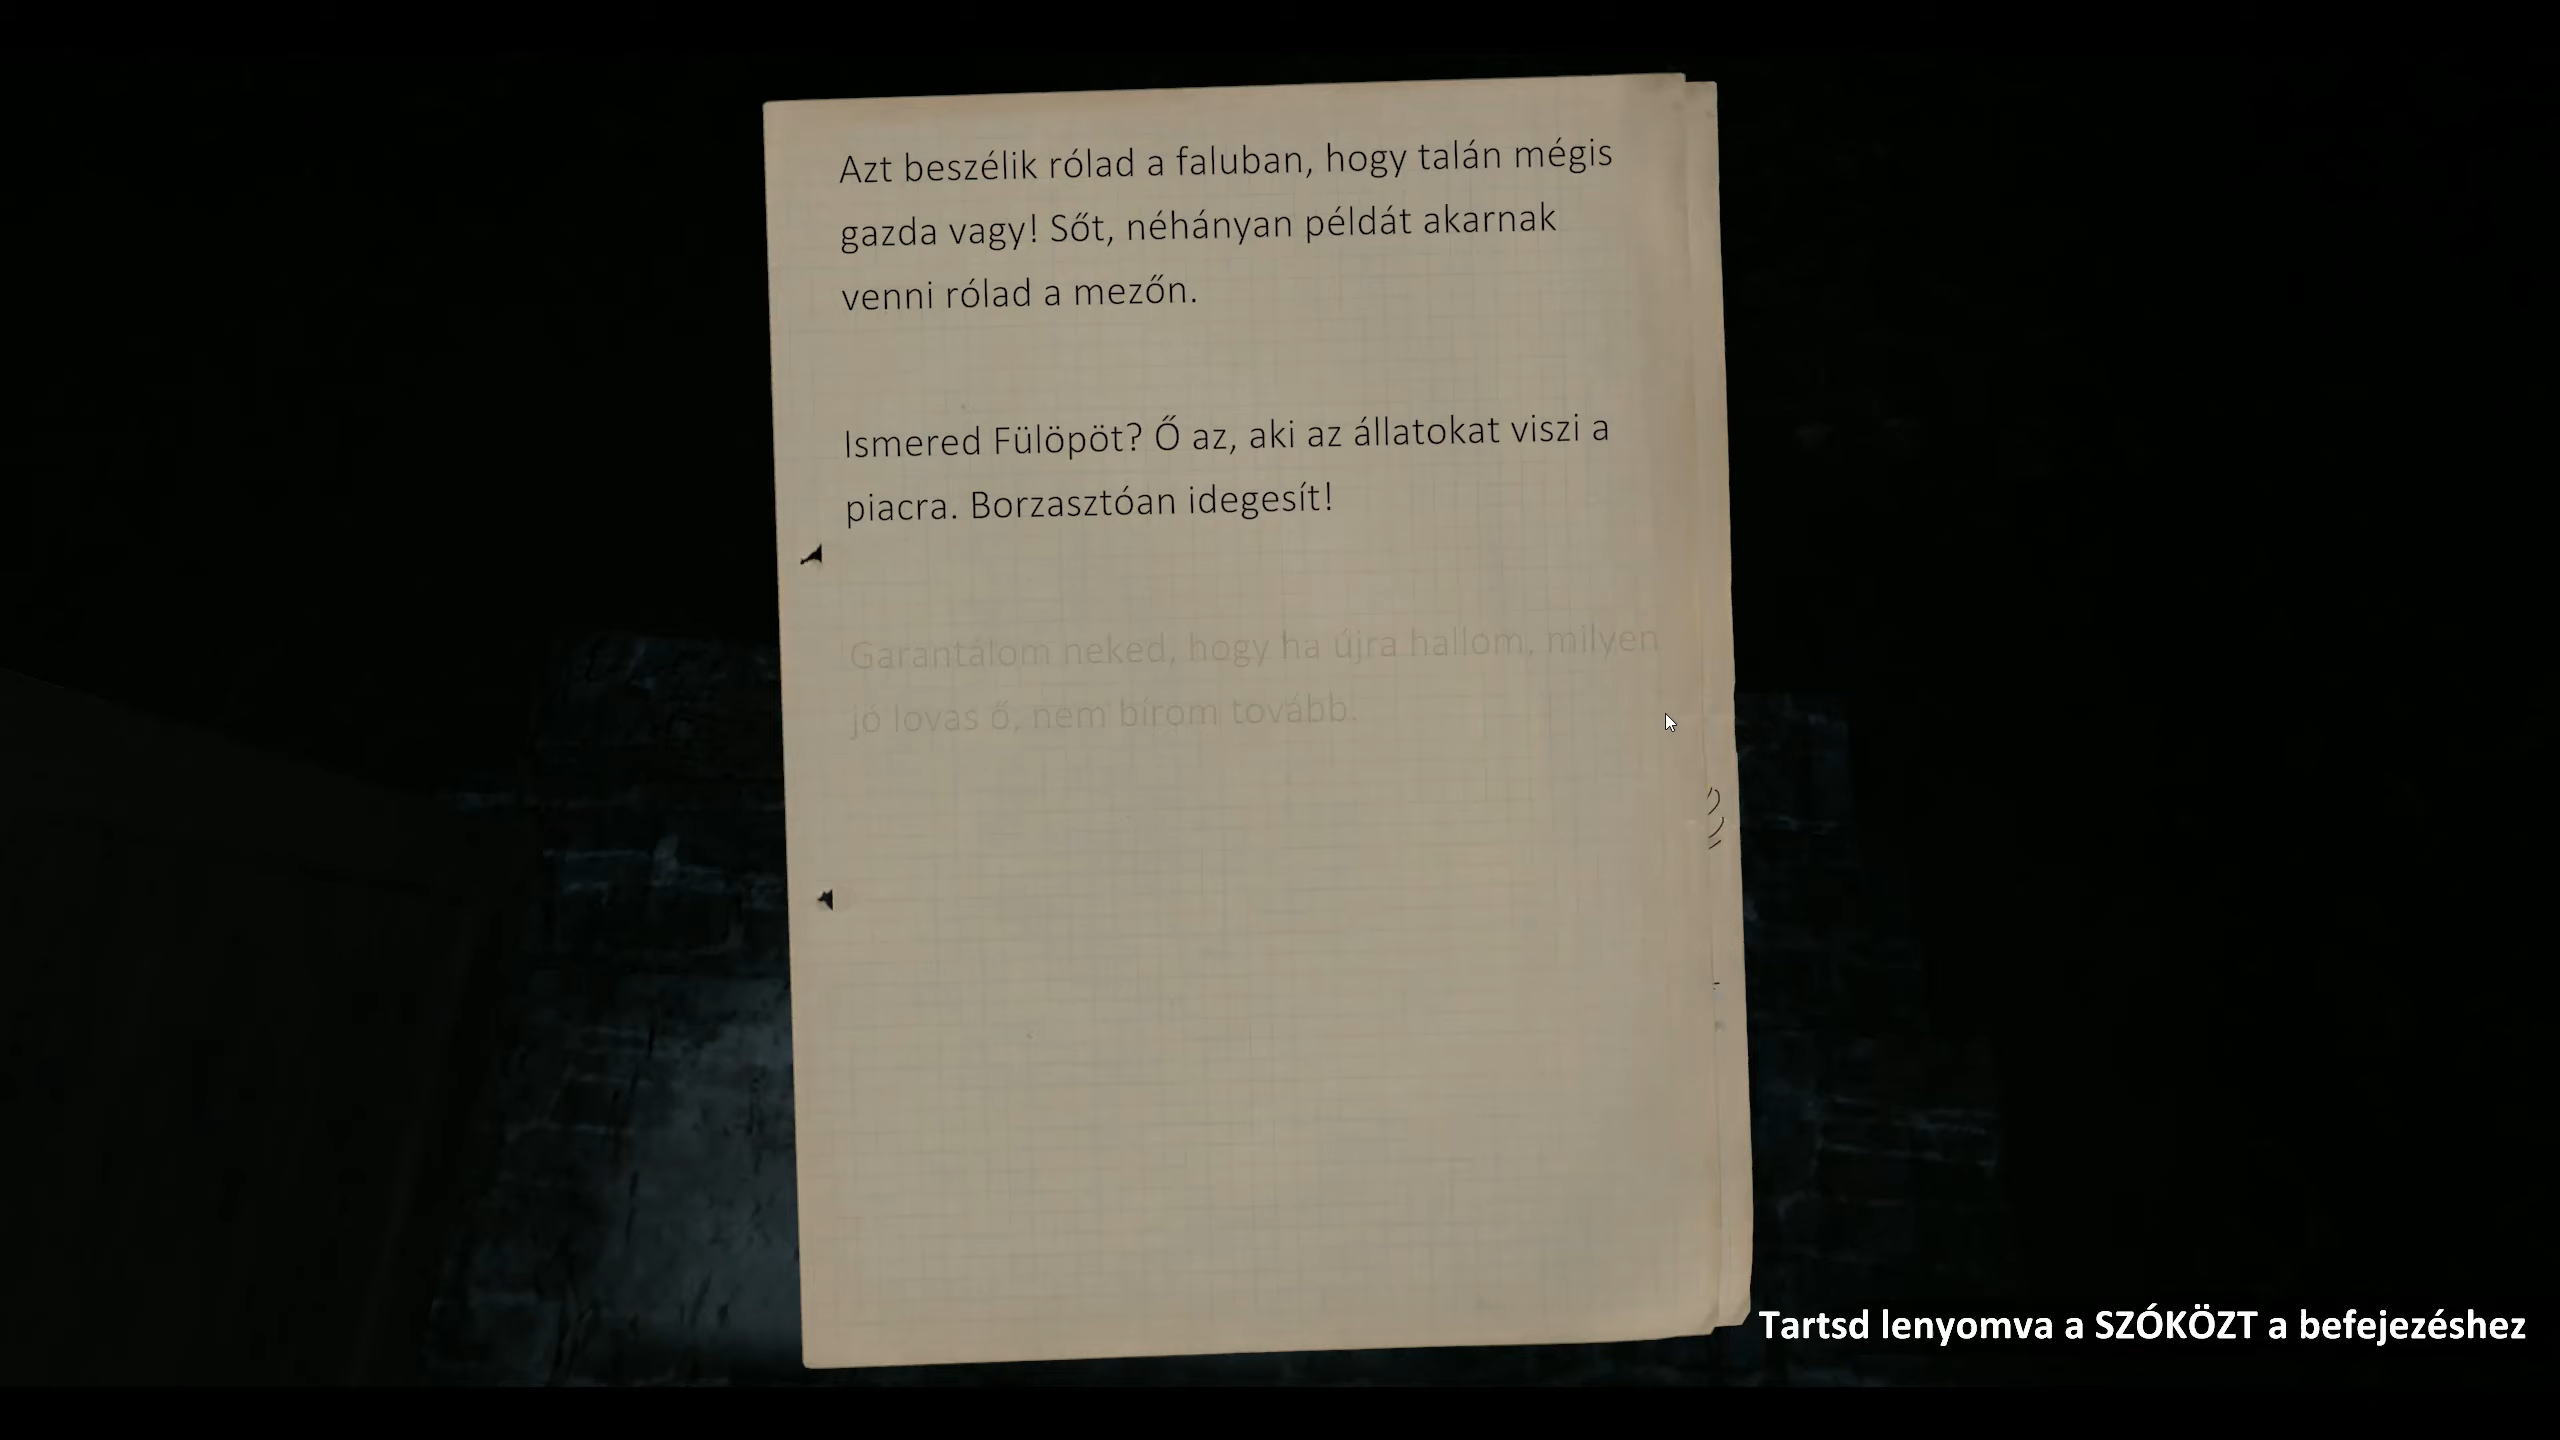 Azt beszélik rólad a faluban, hogy talán mégis
gazda vagy! Sőt, néhányan példát akarnak
venni rólad a mezőn.
Ismered Fülöpöt? Ő az, aki az állatokat viszi a
piacra. Borzasztóan idegesít!
Garantálom neked, hogy ha újra hallom, milyen
jó lovas ő, nem bírom tovább.
Tartsd lenyomva a SZÓKÖZT a befejezéshez